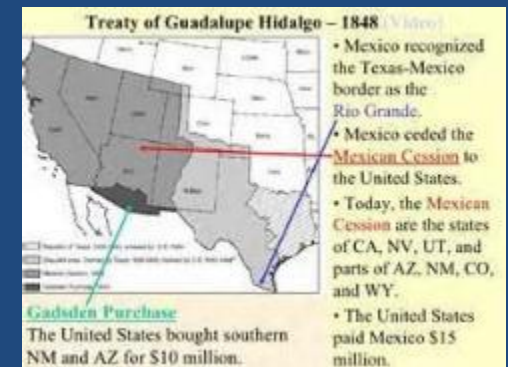 Treaty of Guadalupe Hidalgo – 1848 (Video)
• Mexico recognized
the Texas-Mexico
border as the
Rio Grande.
• Mexico ceded the
Mexican Cession to
the United States.
• Today, the Mexican
Cession are the states
of CA, NV, UT, and
parts of AZ, NM, CO,
and WY.
• The United States
paid Mexico $15
million.
Gadsden Purchase
The United States bought southern
NM and AZ for $10 million.